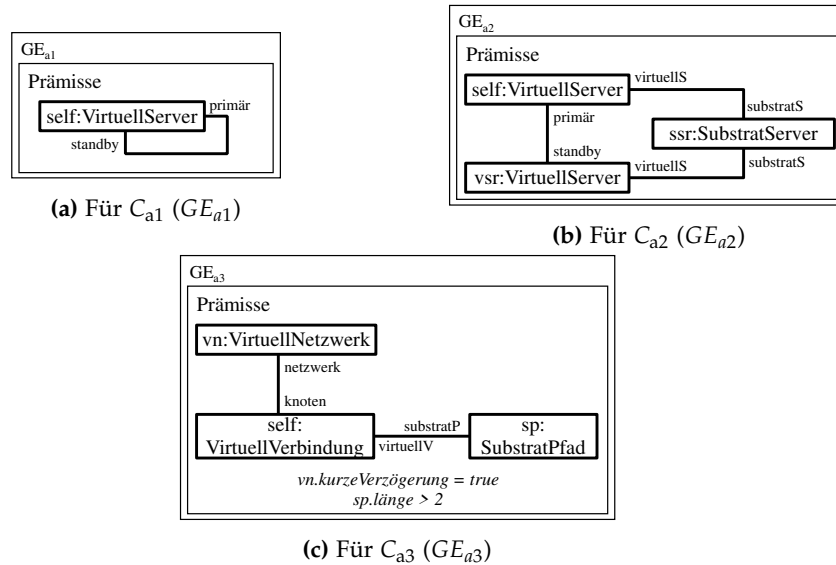 GEa1
Prämisse
self:VirtuellServer
primär
standby
(a) Für Ca1 (GEa1)
GEa2
Prämisse
self:VirtuellServer
virtuellS
primär
substratS
ssr:SubstratServer
standby
vsr:VirtuellServer
virtuellS
substratS
(b) Für Ca2 (GEa2)
GEa3
Prämisse
vn:VirtuellNetzwerk
netzwerk
knoten
self:
VirtuellVerbindung
substratP
virtuellV
sp:
SubstratPfad
vn.kurzeVerzögerung = true
sp.länge > 2
(c) Für Ca3 (GEa3)